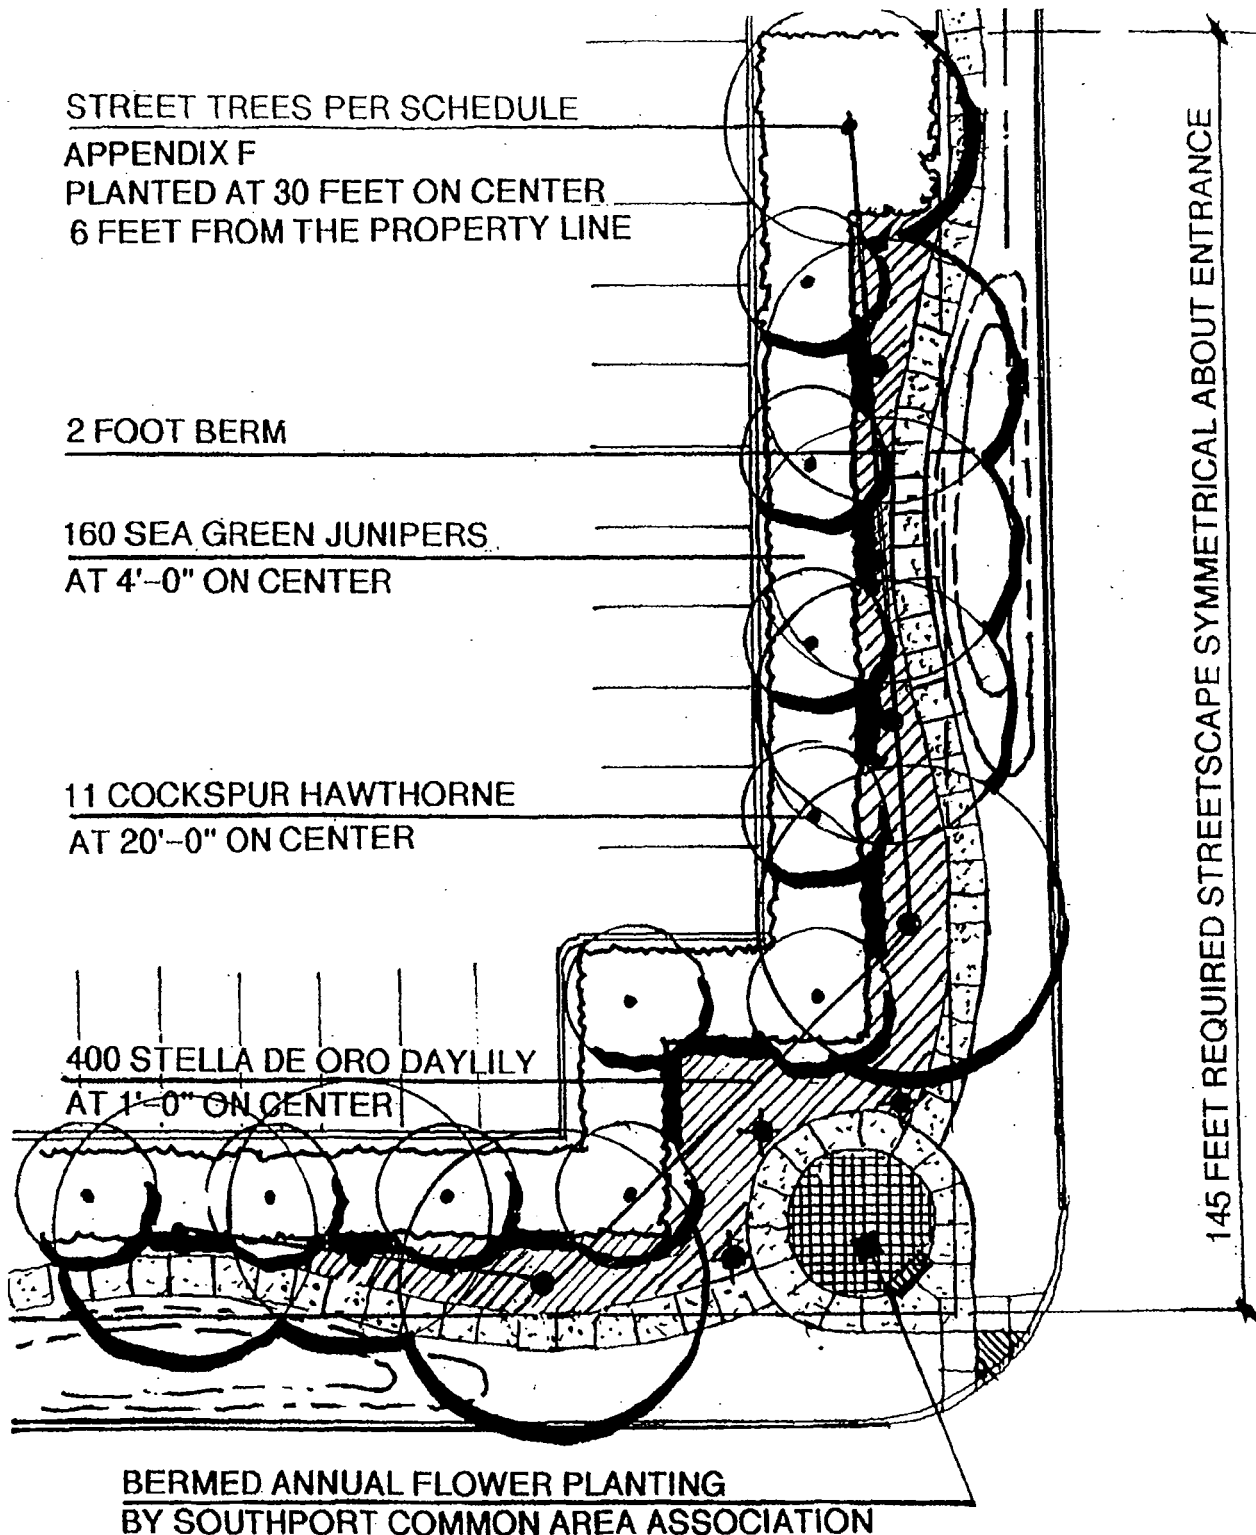 STREET TREES PER SCHEDULE
APPENDIX F
PLANTED AT 30 FEET ON CENTER
6 FEET FROM THE PROPERTY LINE
2 FOOT BERM
160 SEA GREEN JUNIPERS
AT 4'-0" ON CENTER
11 COCKSPUR HAWTHORNE
AT 20'-0" ON CENTER
400 STELLA DE ORO DAYLILY
AT 1'-0" ON CENTER
145 FEET REQUIRED STREETSCAPE SYMMETRICAL ABOUT ENTRANCE
BERMED ANNUAL FLOWER PLANTING
BY SOUTHPORT COMMON AREA ASSOCIATION